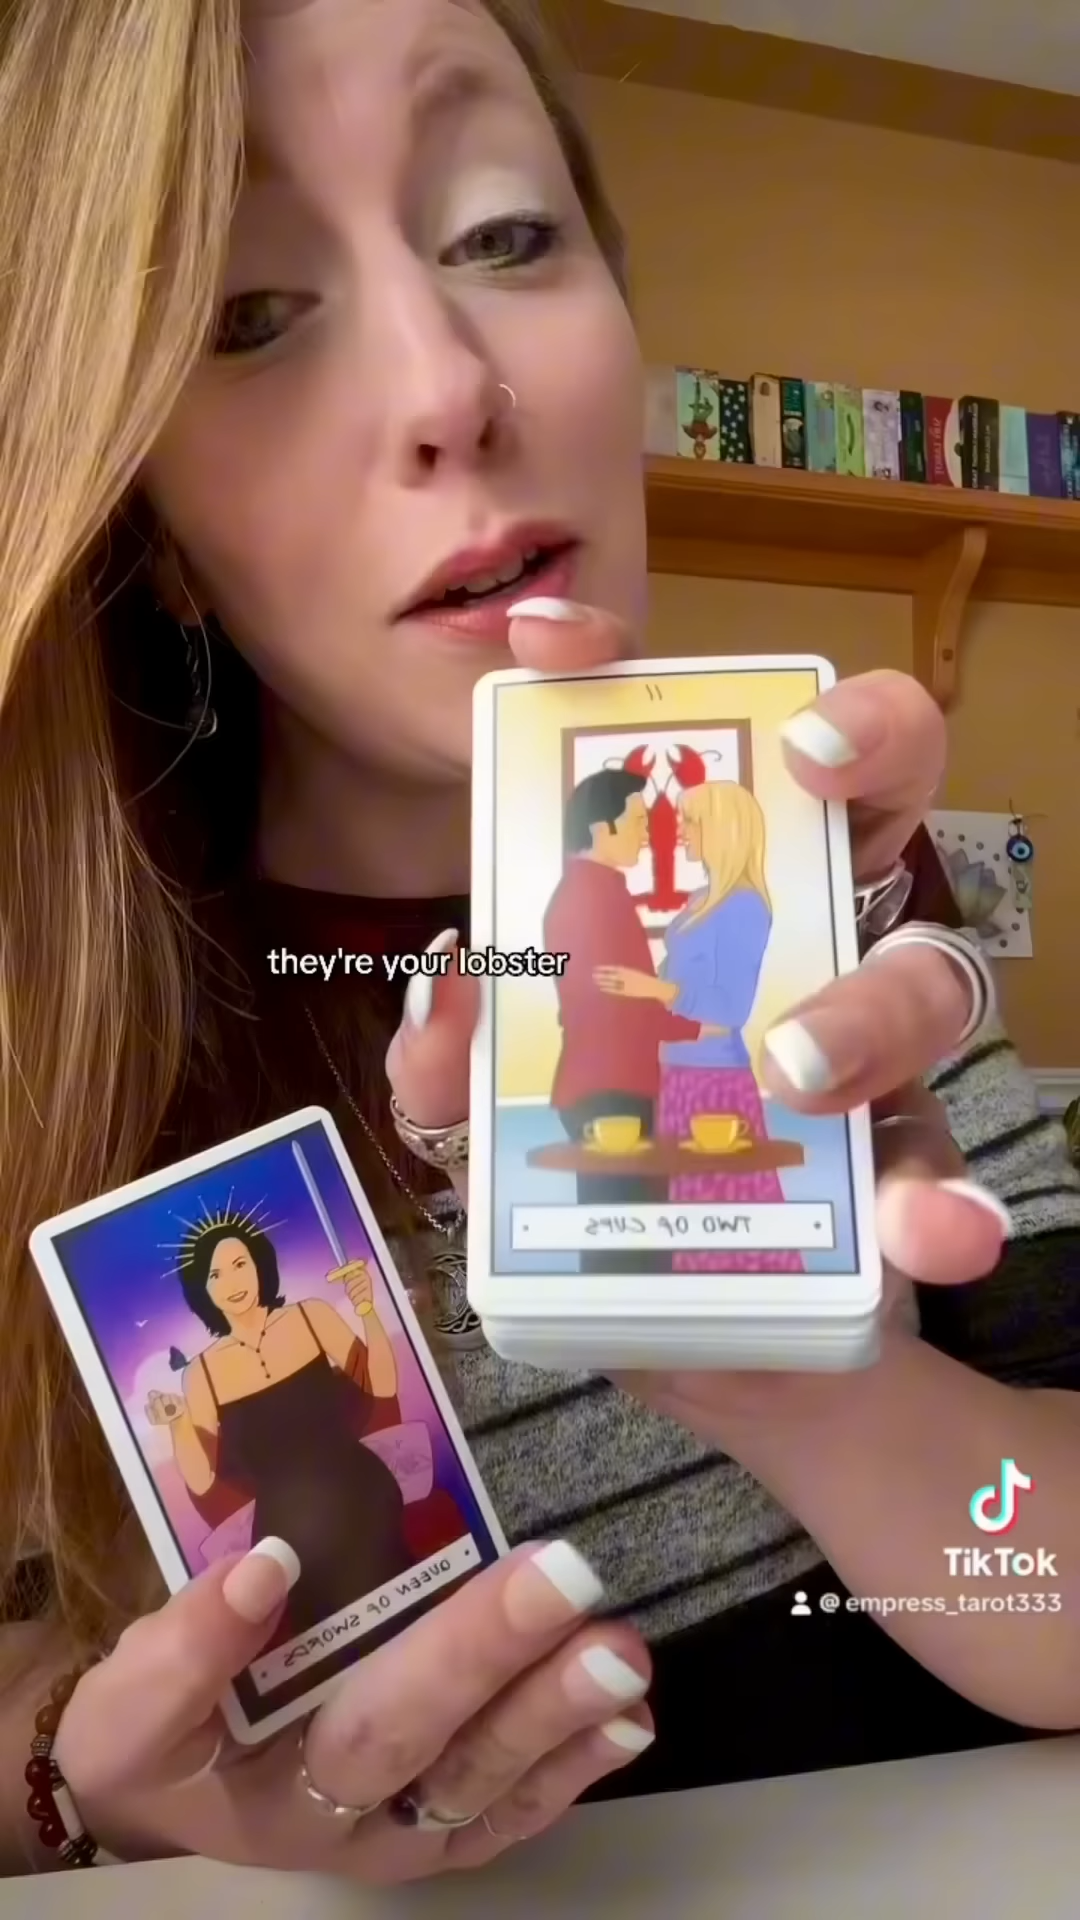 II
they're your lobster
TWO OF CUPS
QUEEN OF SWORDS
TikTok
@empress_tarot333